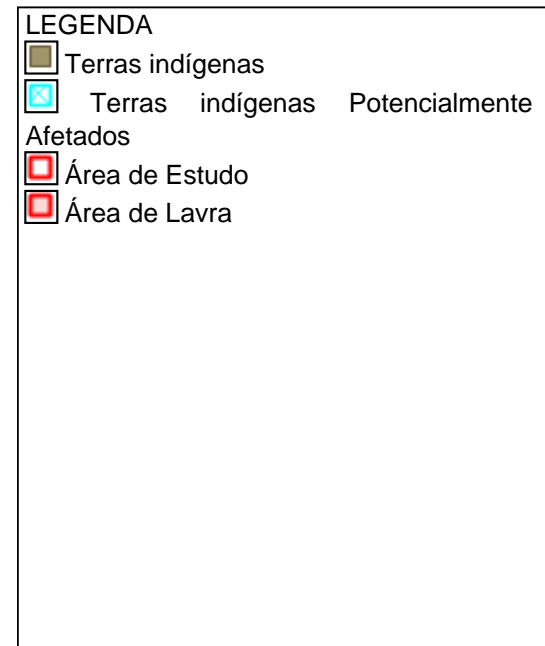 LEGENDA
Terras indígenas
Terras indígenas Potencialmente
Afetados
Área de Estudo
Área de Lavra